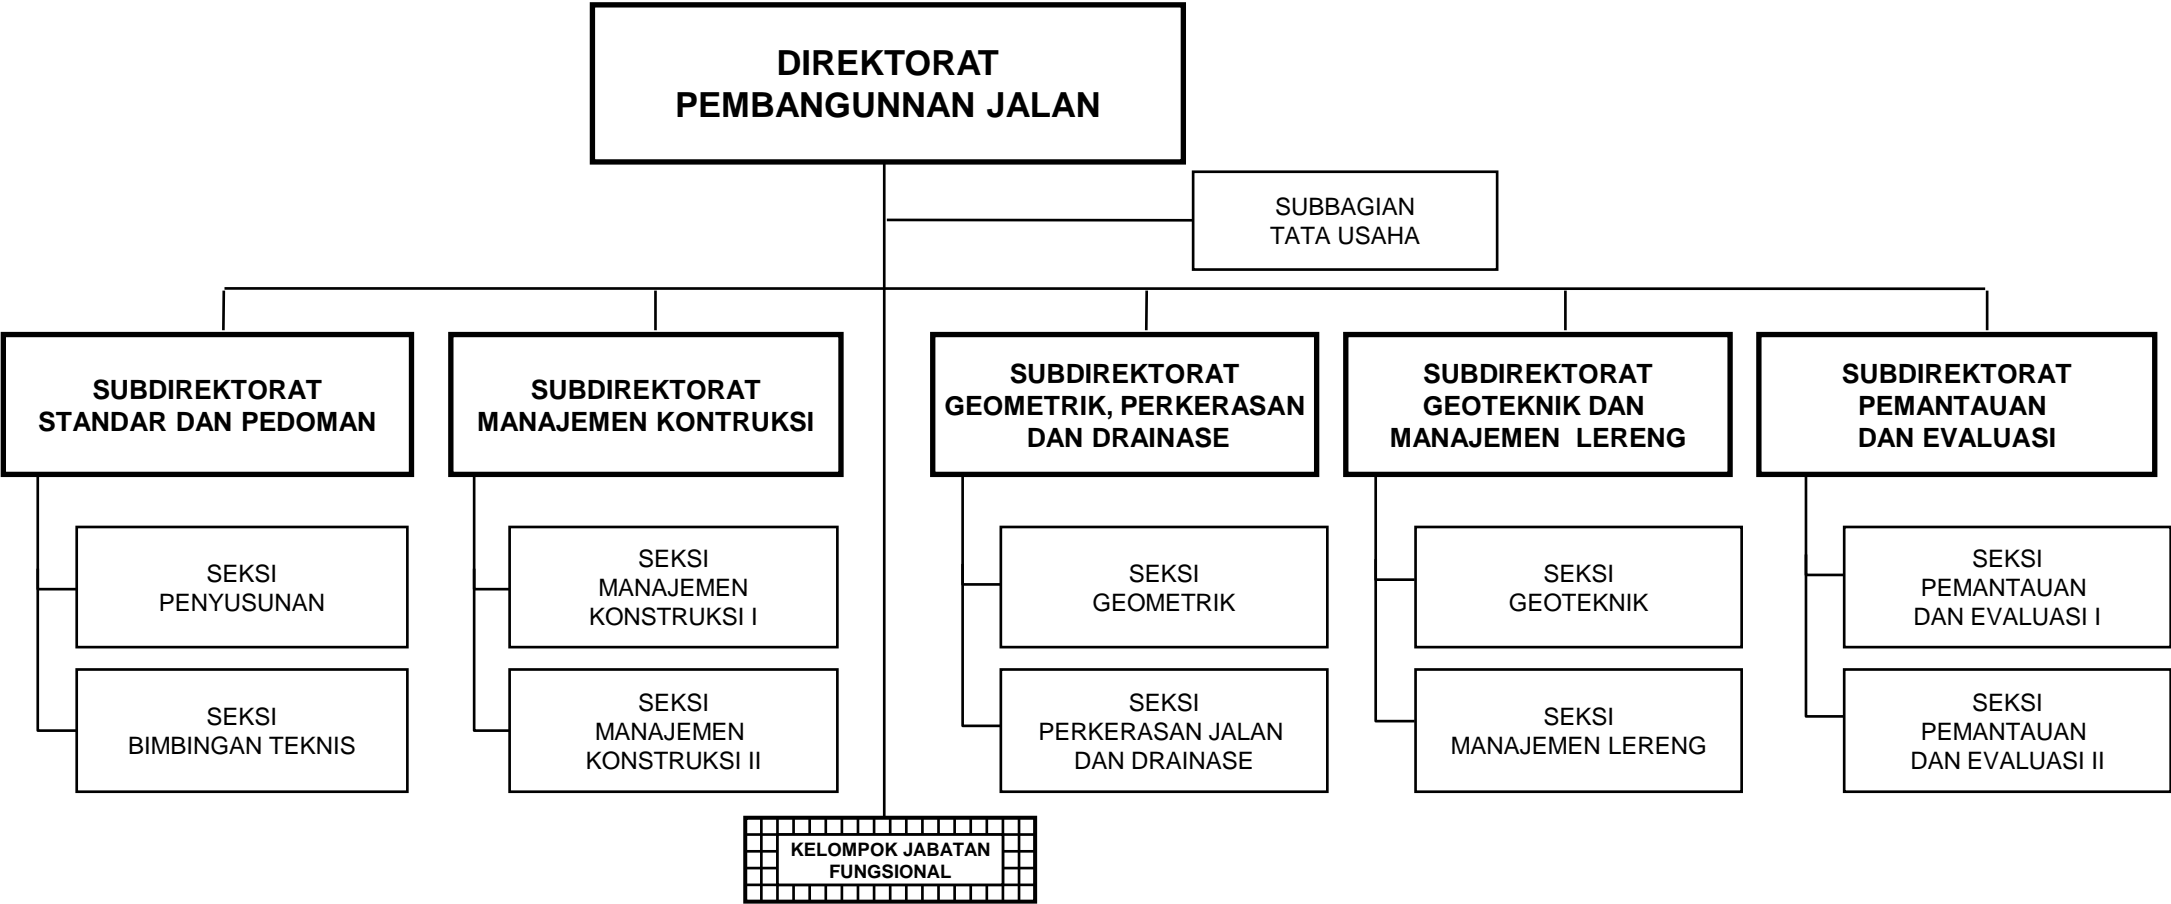 DIREKTORAT
PEMBANGUNNAN JALAN
SUBBAGIAN
TATA USAHA
SUBDIREKTORAT
STANDAR DAN PEDOMAN
SUBDIREKTORAT
MANAJEMEN KONTRUKSI
SUBDIREKTORAT
GEOMETRIK, PERKERASAN
DAN DRAINASE
SUBDIREKTORAT
GEOTEKNIK DAN
MANAJEMEN LERENG
SUBDIREKTORAT
PEMANTAUAN
DAN EVALUASI
SEKSI
PENYUSUNAN
SEKSI
MANAJEMEN
KONSTRUKSI I
SEKSI
GEOMETRIK
SEKSI
GEOTEKNIK
SEKSI
PEMANTAUAN
DAN EVALUASI I
SEKSI
BIMBINGAN TEKNIS
SEKSI
MANAJEMEN
KONSTRUKSI II
SEKSI
PERKERASAN JALAN
DAN DRAINASE
SEKSI
MANAJEMEN LERENG
SEKSI
PEMANTAUAN
DAN EVALUASI II
KELOMPOK JABATAN
FUNGSIONAL